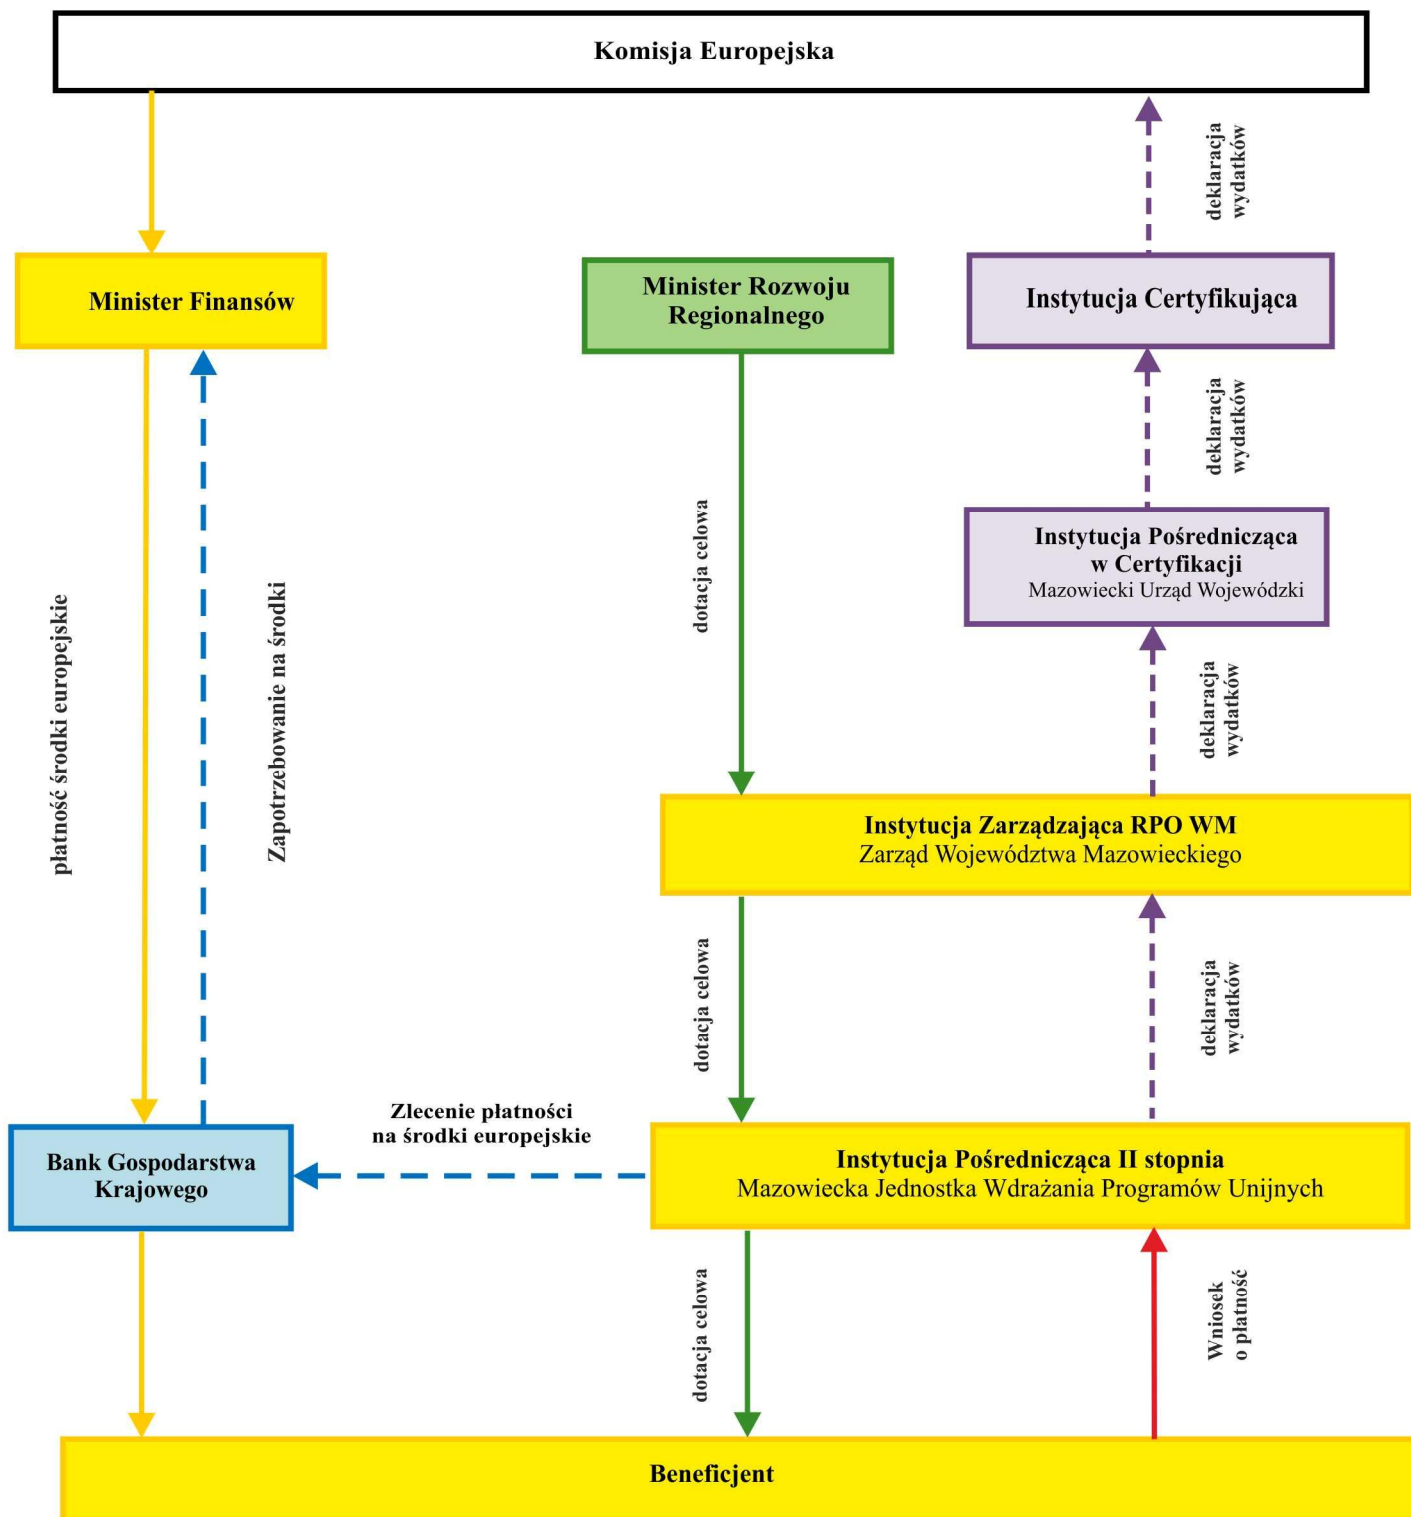 Komisja Europejska
deklaracja
wydatków
Minister Finansów
Minister Rozwoju
Regionalnego
Instytucja Certyfikująca
deklaracja
wydatków
dotacja celowa
Instytucja Pośrednicząca
w Certyfikacji
Mazowiecki Urząd Wojewódzki
płatność środki europejskie
Zapotrzebowanie na środki
deklaracja
wydatków
Instytucja Zarządzająca RPO WM
Zarząd Województwa Mazowieckiego
dotacja celowa
deklaracja
wydatków
Zlecenie płatności
na środki europejskie
Bank Gospodarstwa
Krajowego
Instytucja Pośrednicząca II stopnia
Mazowiecka Jednostka Wdrażania Programów Unijnych
dotacja celowa
Wniosek
o płatność
Beneficjent